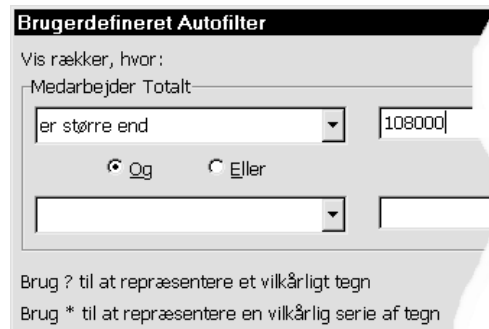 Brugerdefineret Autofilter
Vis rækker, hvor:
Medarbejder Totalt
er større end 108000
Og Eller
Brug ? til at repræsentere et vilkårligt tegn
Brug * til at repræsentere en vilkårlig serie af tegn